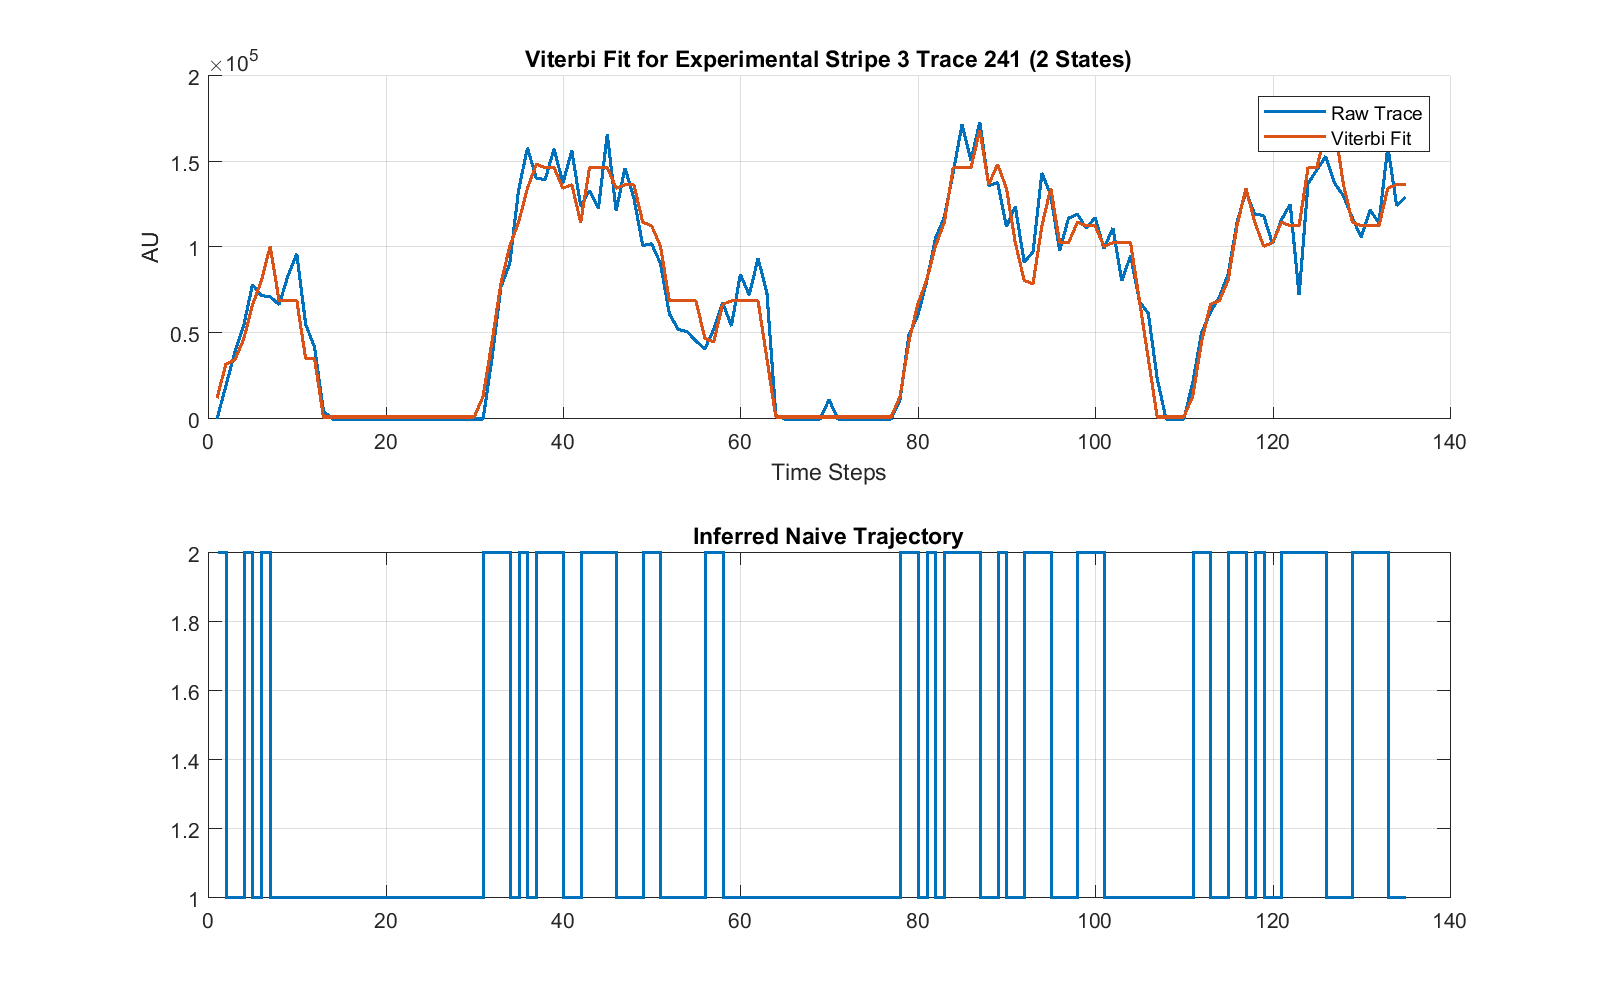 Viterbi Fit for Experimental Stripe 3 Trace 241 (2 States)
×10^5
2
1.5
1
0.5
0
AU
Raw Trace
Viterbi Fit
0 20 40 60 80 100 120 140
Time Steps
Inferred Naive Trajectory
2
1.8
1.6
1.4
1.2
1
0 20 40 60 80 100 120 140